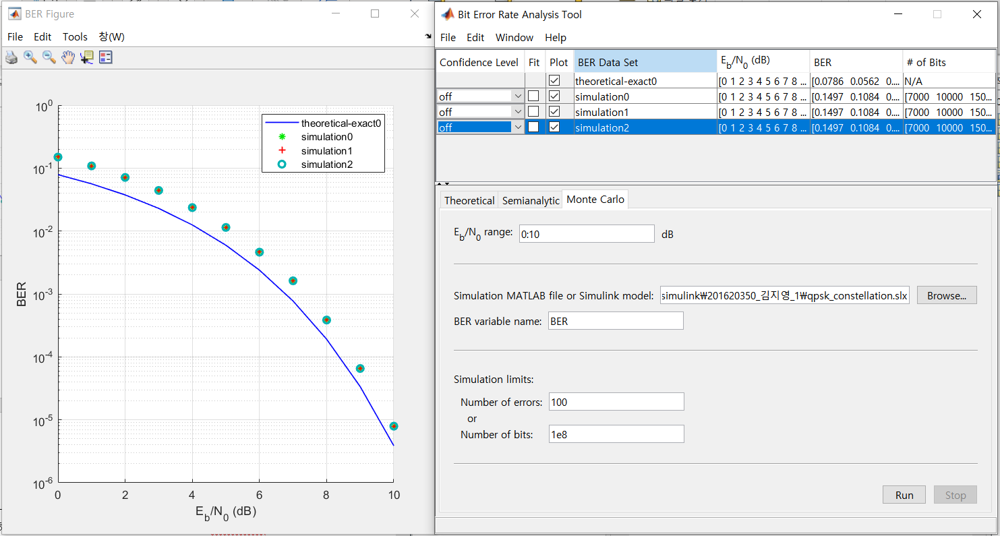 BER Figure
File Edit Tools 창(W)
10^0
10^-1
10^-2
10^-3
10^-4
10^-5
10^-6
BER
theoretical-exact0
simulation0
simulation1
simulation2
0 2 4 6 8 10
E_b/N_0 (dB)
Bit Error Rate Analysis Tool
File Edit Window Help
Confidence Level Fit Plot BER Data Set E_b/N_0 (dB) BER # of Bits
theoretical-exact0 [0 1 2 3 4 5 6 7 8 ... [0.0786 0.0562 0.... N/A
off simulation0 [0 1 2 3 4 5 6 7 8 ... [0.1497 0.1084 0.... [7000 10000 150...
off simulation1 [0 1 2 3 4 5 6 7 8 ... [0.1497 0.1084 0.... [7000 10000 150...
off simulation2 [0 1 2 3 4 5 6 7 8 ... [0.1497 0.1084 0.... [7000 10000 150...
Theoretical Semianalytic Monte Carlo
E_b/N_0 range: 0:10 dB
Simulation MATLAB file or Simulink model: simulink₩201620350_김지영_1₩qpsk_constellation.slx Browse...
BER variable name: BER
Simulation limits:
Number of errors: 100
or
Number of bits: 1e8
Run Stop